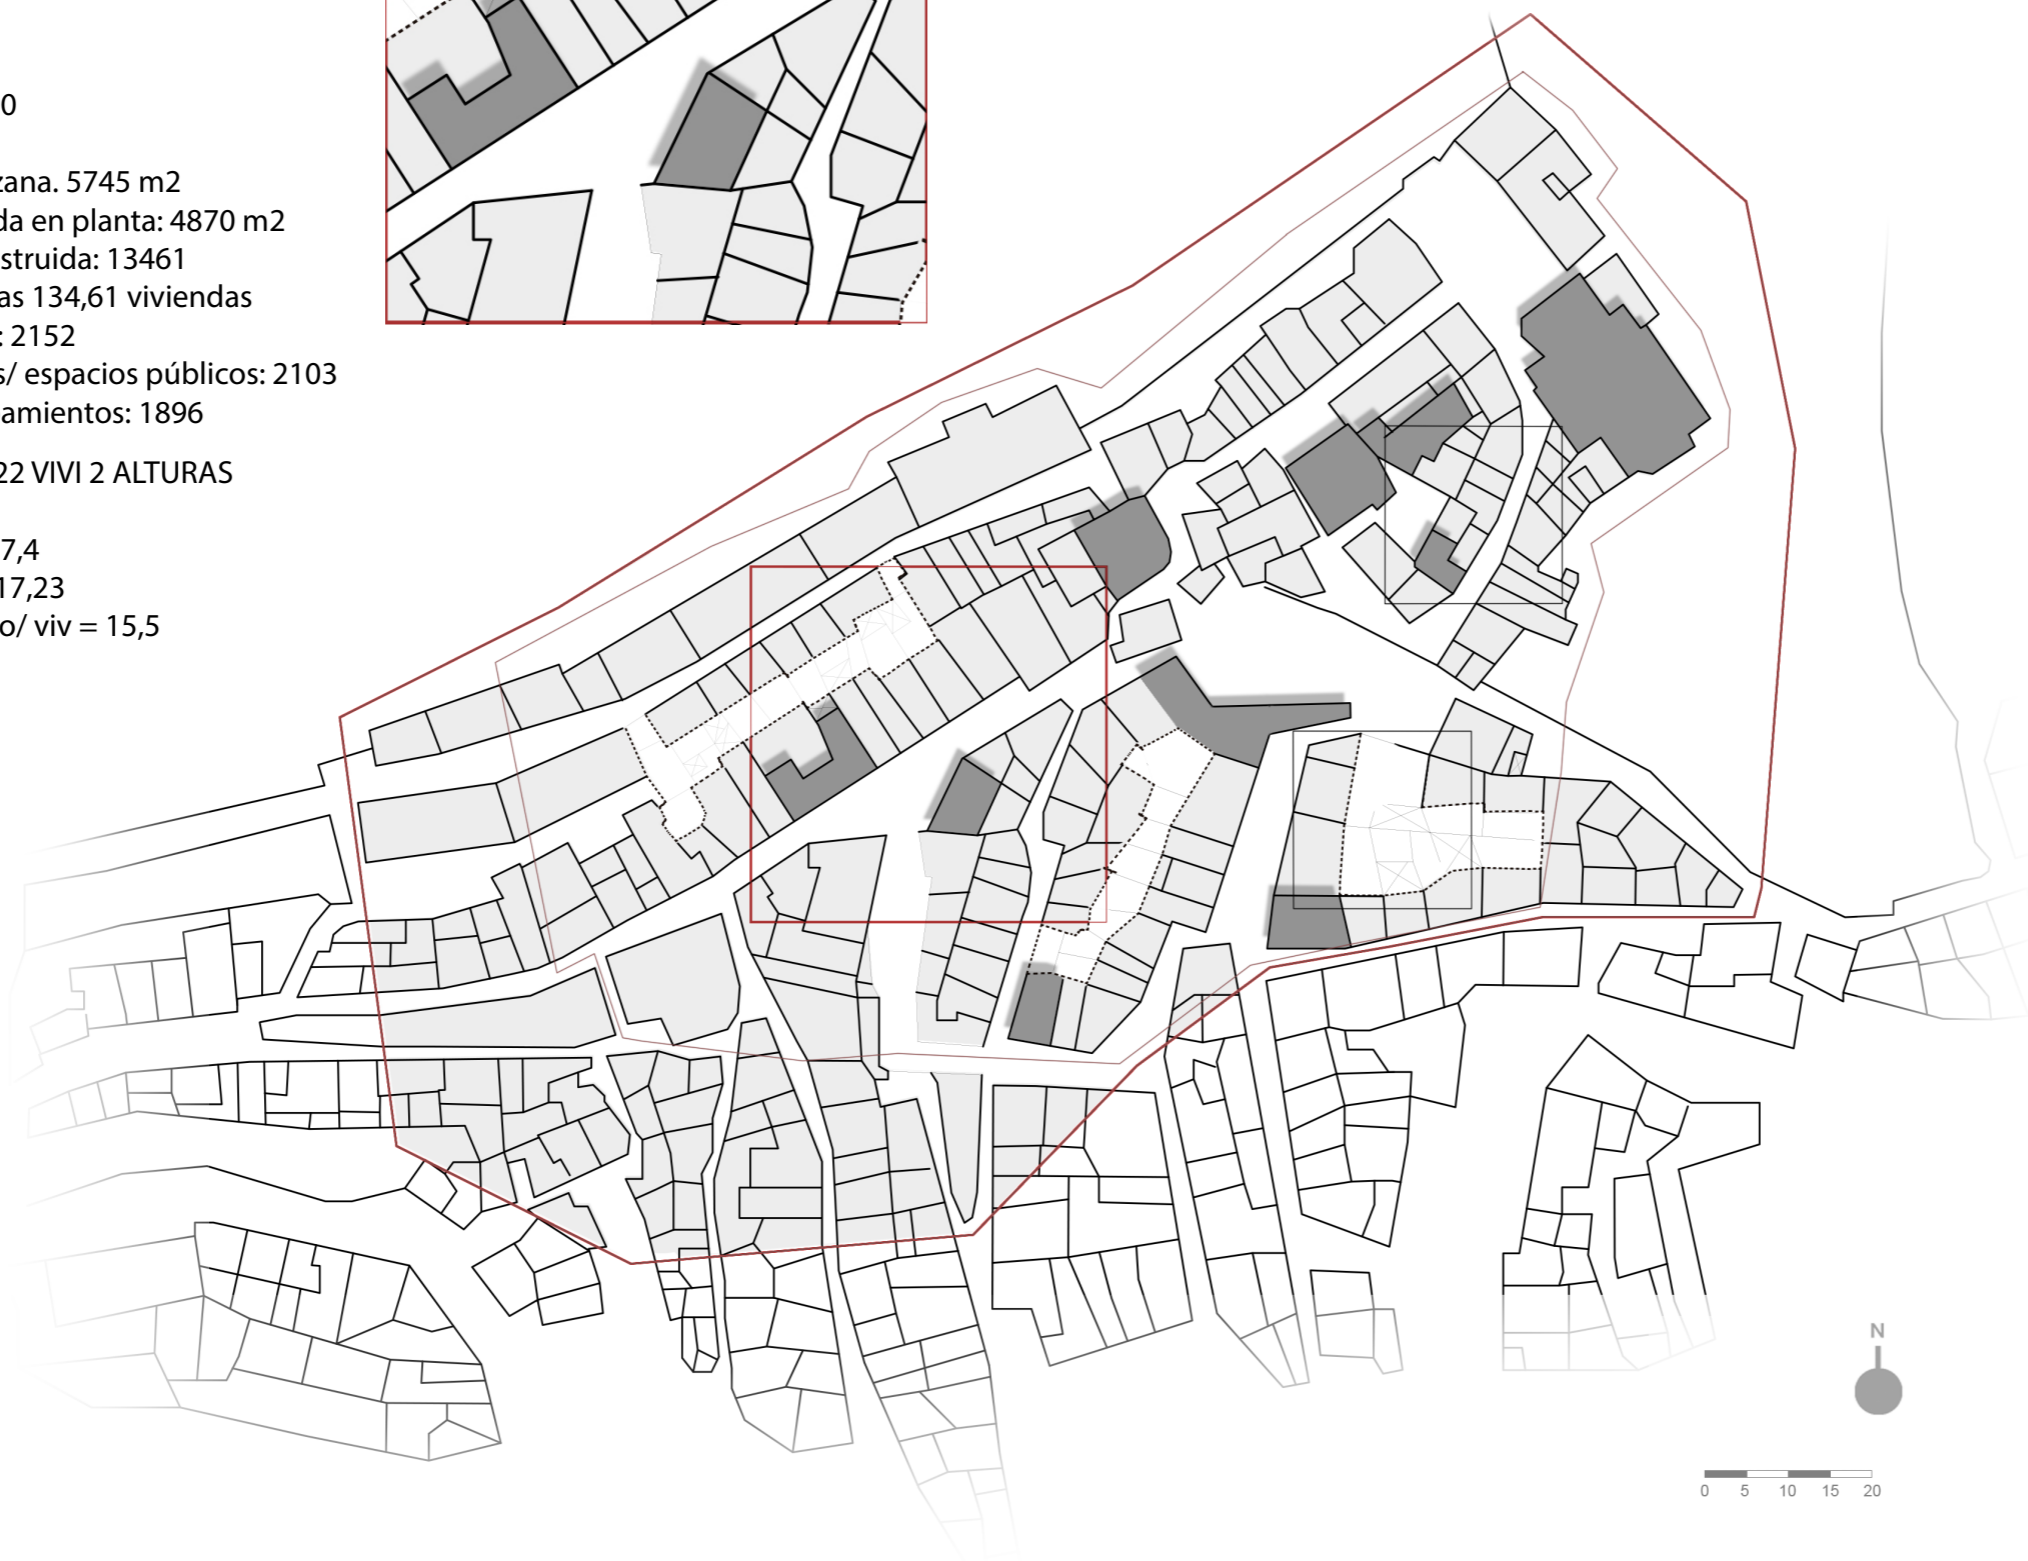 0
zana. 5745 m2
da en planta: 4870 m2
struida: 13461
as 134,61 viviendas
: 2152
s/ espacios públicos: 2103
amientos: 1896
22 VIVI 2 ALTURAS
7,4
17,23
o/ viv = 15,5
N
0 5 10 15 20